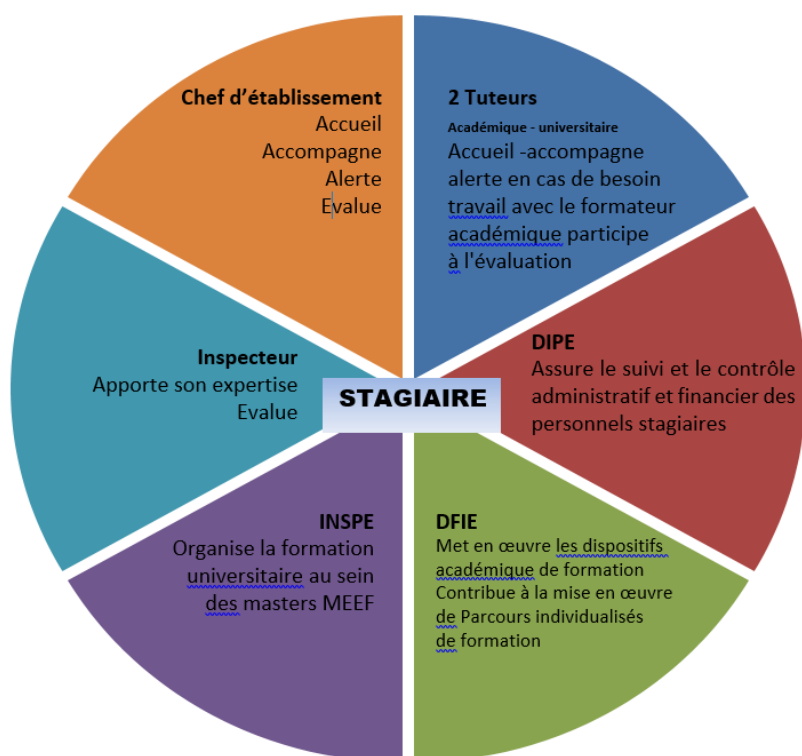 Chef d'établissement
Accueil
Accompagne
Alerte
Evalue
2 Tuteurs
Académique - universitaire
Accueil -accompagne
alerte en cas de besoin
travail avec le formateur
académique participe
à l'évaluation
Inspecteur
Apporte son expertise
Evalue
STAGIAIRE
DIPE
Assure le suivi et le contrôle
administratif et financier des
personnels stagiaires
INSPE
Organise la formation
universitaire au sein
des masters MEEF
DFIE
Met en œuvre les dispositifs
académique de formation
Contribue à la mise en œuvre
de Parcours individualisés
de formation